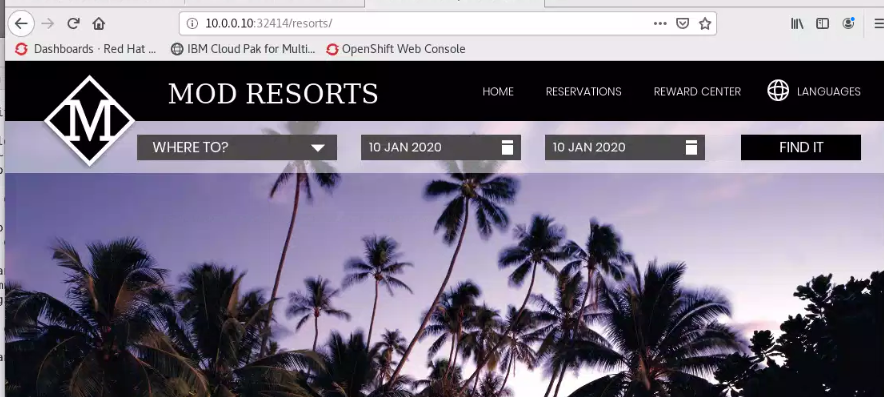 10.0.0.10:32414/resorts/
Dashboards · Red Hat ...
IBM Cloud Pak for Multi...
OpenShift Web Console
M
MOD RESORTS
HOME
RESERVATIONS
REWARD CENTER
LANGUAGES
WHERE TO?
10 JAN 2020
10 JAN 2020
FIND IT